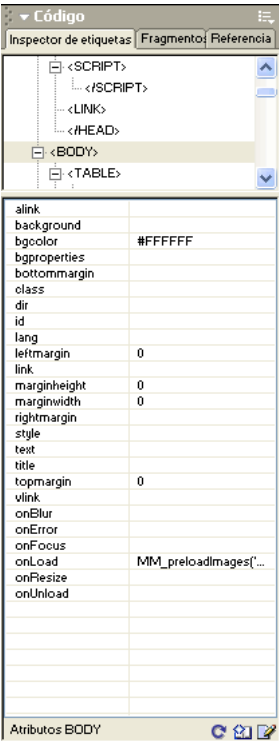 Código
Inspector de etiquetas Fragmentos Referencia
<SCRIPT>
</SCRIPT>
<LINK>
</HEAD>
<BODY>
<TABLE>
alink
background
bgcolor #FFFFFF
bgproperties
bottommargin
class
dir
id
lang
leftmargin 0
link
marginheight 0
marginwidth 0
rightmargin
style
text
title
topmargin 0
vlink
onBlur
onError
onFocus
onLoad MM_preloadImages('...
onResize
onUnload
Atributos BODY